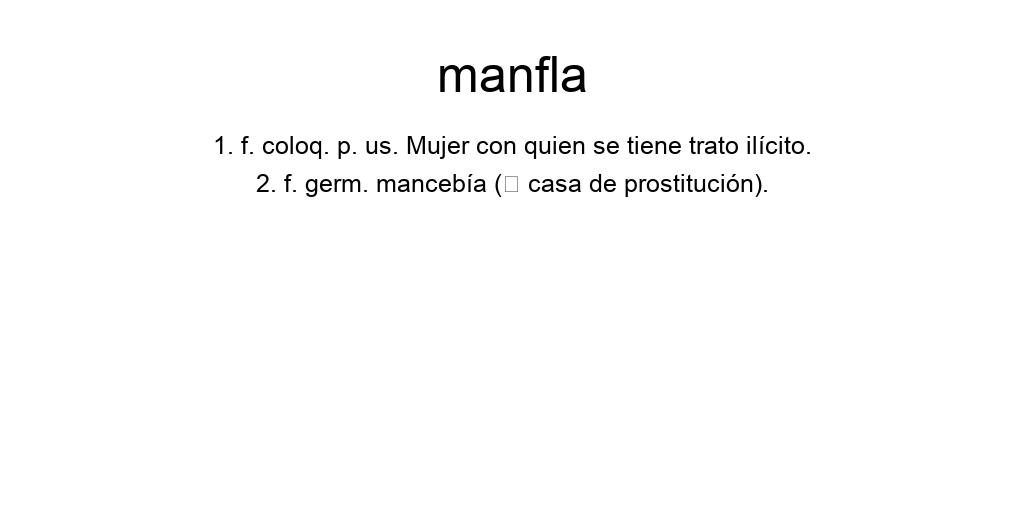 manfla
1. f. coloq. p. us. Mujer con quien se tiene trato ilícito.
2. f. germ. mancebía (□ casa de prostitución).